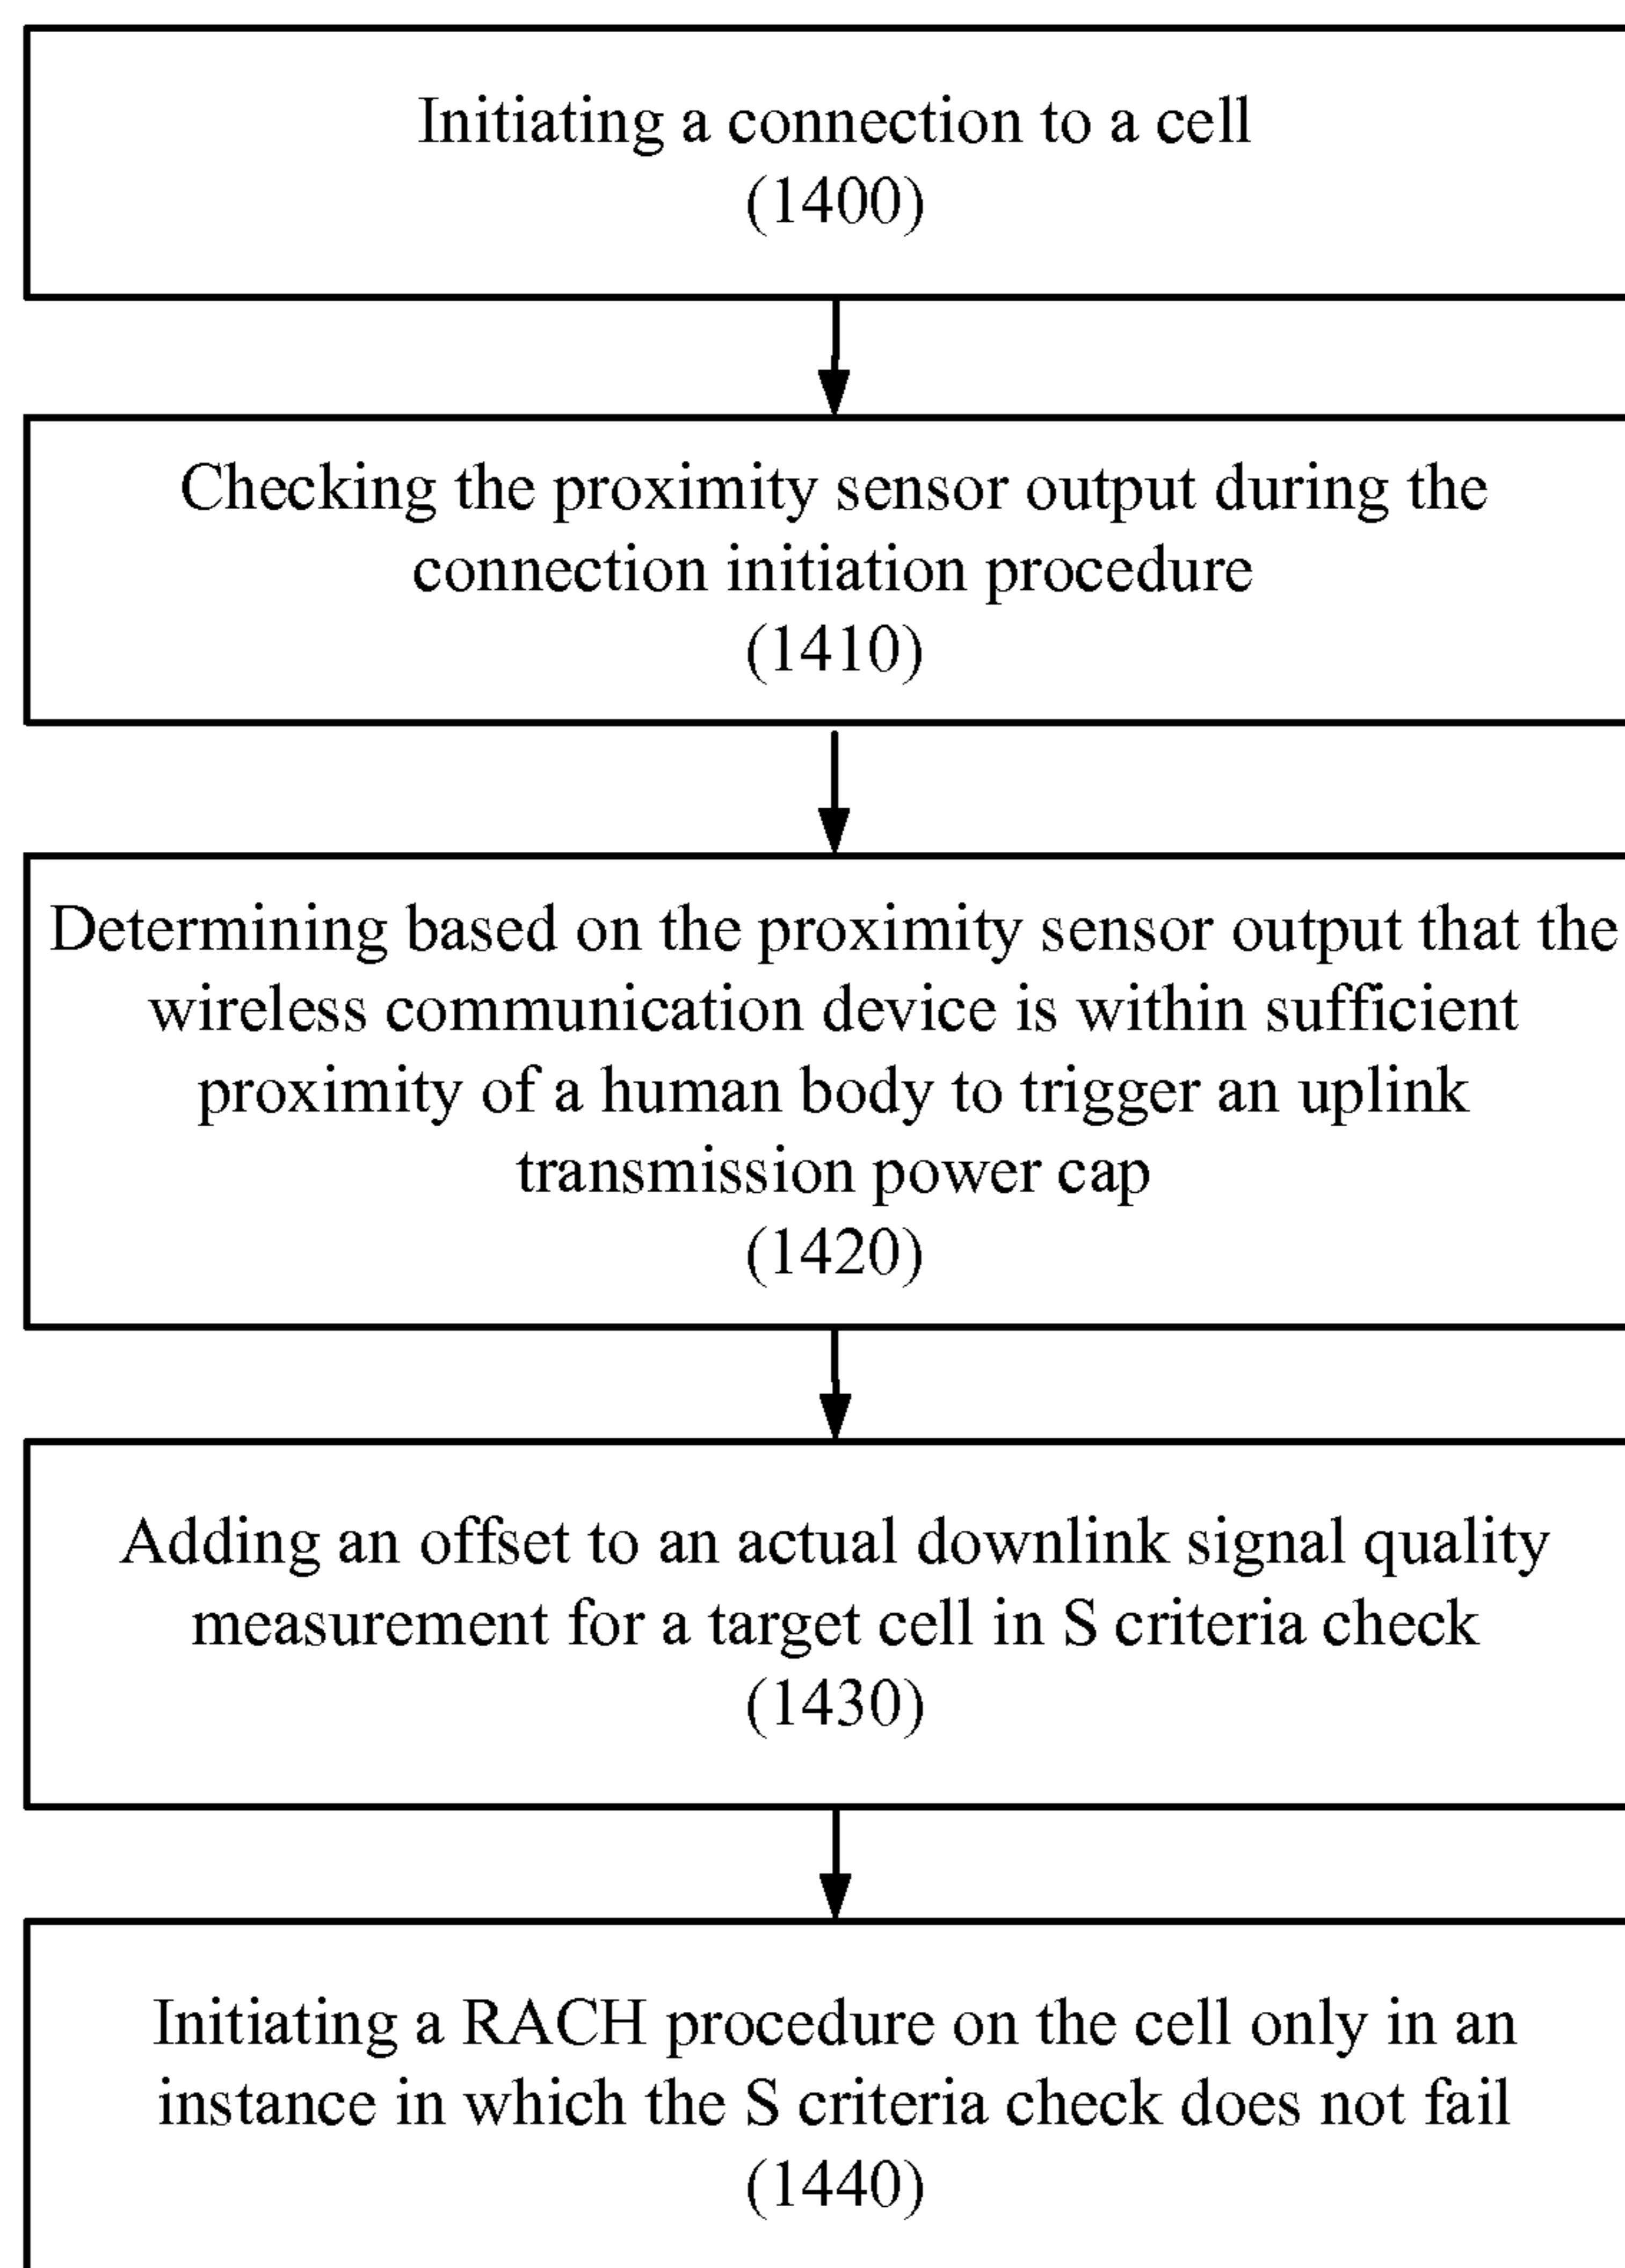 Initiating a connection to a cell
(1400)
Checking the proximity sensor output during the
connection initiation procedure
(1410)
Determining based on the proximity sensor output that the
wireless communication device is within sufficient
proximity of a human body to trigger an uplink
transmission power cap
(1420)
Adding an offset to an actual downlink signal quality
measurement for a target cell in S criteria check
(1430)
Initiating a RACH procedure on the cell only in an
instance in which the S criteria check does not fail
(1440)